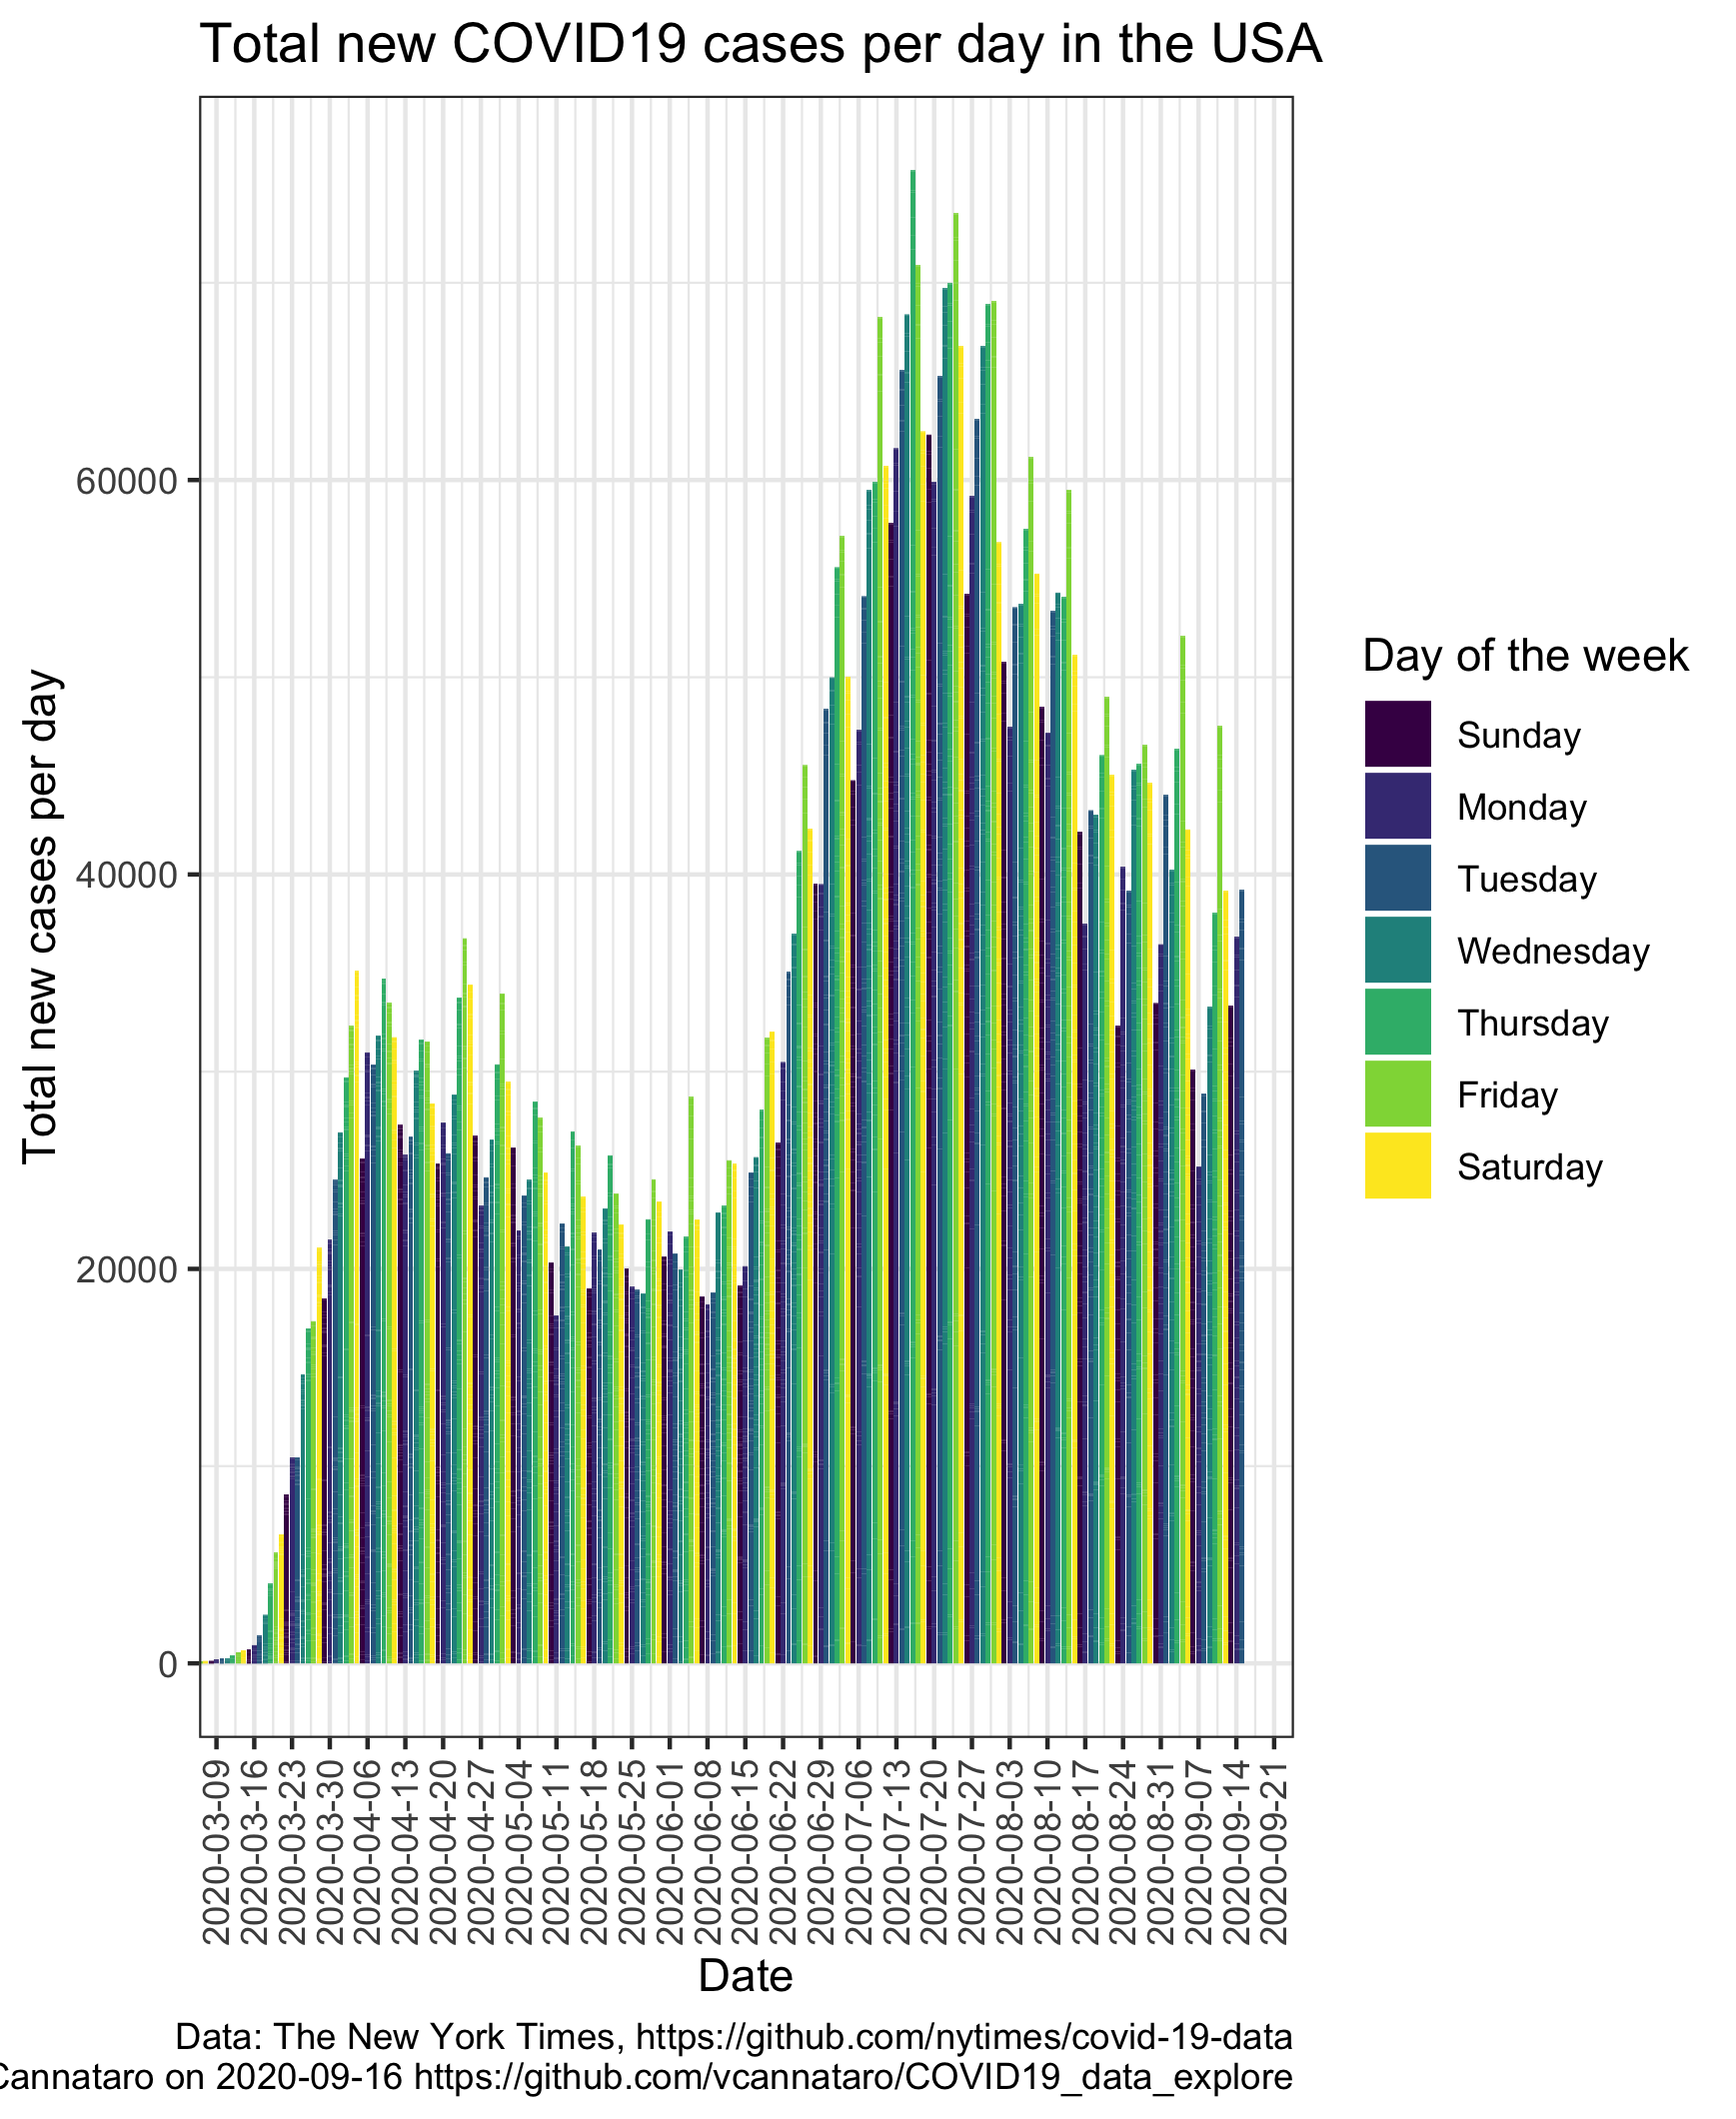 Total new COVID19 cases per day in the USA
Total new cases per day
60000
40000
20000
0
Day of the week
Sunday
Monday
Tuesday
Wednesday
Thursday
Friday
Saturday
2020-03-09
2020-03-16
2020-03-23
2020-03-30
2020-04-06
2020-04-13
2020-04-20
2020-04-27
2020-05-04
2020-05-11
2020-05-18
2020-05-25
2020-06-01
2020-06-08
2020-06-15
2020-06-22
2020-06-29
2020-07-06
2020-07-13
2020-07-20
2020-07-27
2020-08-03
2020-08-10
2020-08-17
2020-08-24
2020-08-31
2020-09-07
2020-09-14
2020-09-21
Date
Data: The New York Times, https://github.com/nytimes/covid-19-data
Cannataro on 2020-09-16 https://github.com/vcannataro/COVID19_data_explore